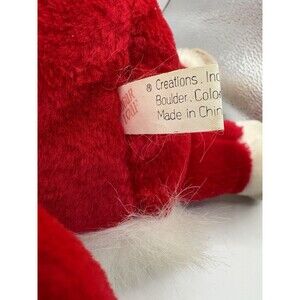 ® Creations. Inc
Boulder. Colo
Made in Chin